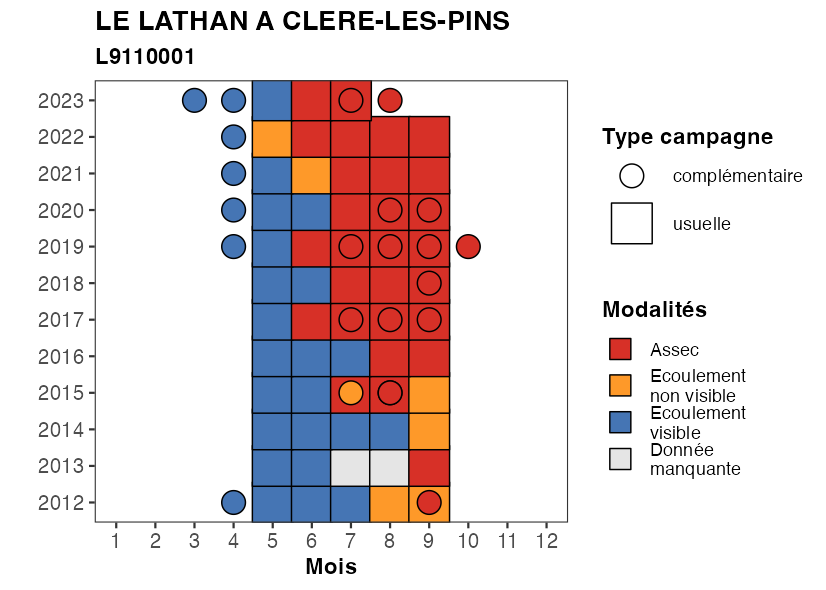 LE LATHAN A CLERE-LES-PINS
L9110001
2023
2022
2021
2020
2019
2018
2017
2016
2015
2014
2013
2012
1 2 3 4 5 6 7 8 9 10 11 12
Mois
Type campagne
complémentaire
usuelle
Modalités
Assec
Ecoulement
non visible
Ecoulement
visible
Donnée
manquante